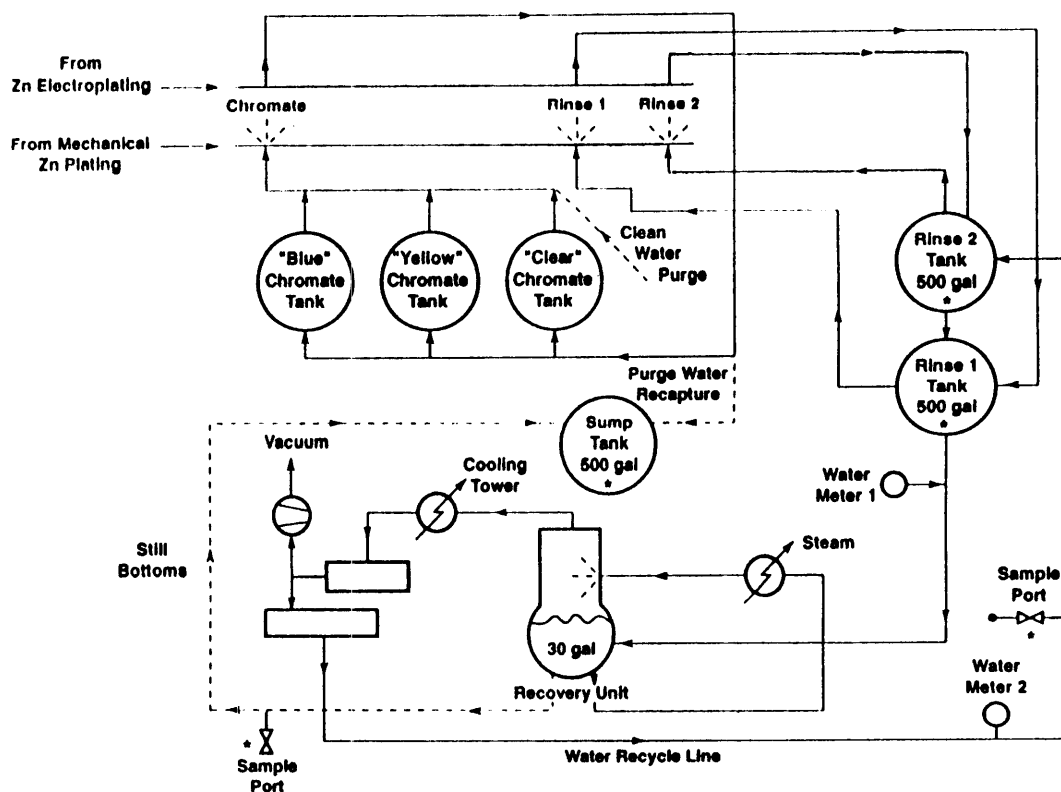 From
Zn Electroplating
Chromate
Rinse 1
Rinse 2
From Mechanical
Zn Plating
"Blue"
Chromate
Tank
"Yellow"
Chromate
Tank
"Clear"
Chromate
Tank
Clean
Water
Purge
Rinse 2
Tank
500 gal
*
Rinse 1
Tank
500 gal
*
Purge Water
Recapture
Sump
Tank
500 gal
*
Vacuum
Cooling
Tower
Water
Meter 1
Still
Bottoms
Steam
Sample
Port
*
30 gal
Recovery Unit
Water
Meter 2
Water Recycle Line
*
Sample
Port